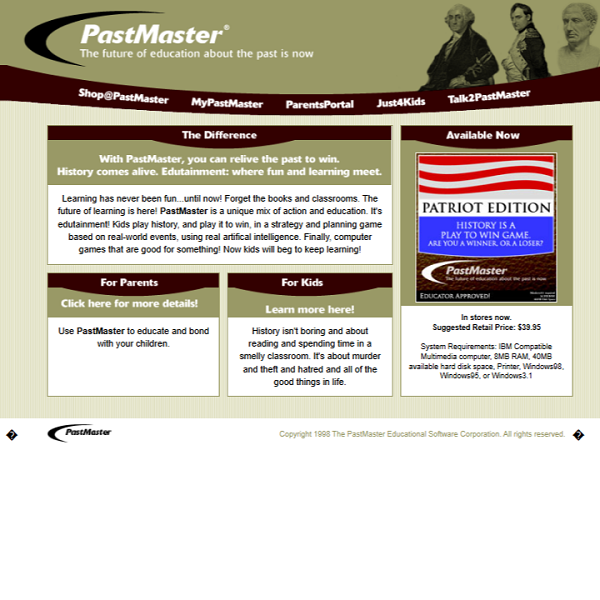 PastMaster®
The future of education about the past is now
Shop@PastMaster
MyPastMaster
ParentsPortal
Just4Kids
Talk2PastMaster
The Difference
With PastMaster, you can relive the past to win.
History comes alive. Edutainment: where fun and learning meet.
Learning has never been fun...until now! Forget the books and classrooms. The
future of learning is here! PastMaster is a unique mix of action and education. It's
edutainment! Kids play history, and play it to win, in a strategy and planning game
based on real-world events, using real artifical intelligence. Finally, computer
games that are good for something! Now kids will beg to keep learning!
For Parents
Click here for more details!
Use PastMaster to educate and bond
with your children.
For Kids
Learn more here!
History isn't boring and about
reading and spending time in a
smelly classroom. It's about murder
and theft and hatred and all of the
good things in life.
Available Now
PATRIOT EDITION
HISTORY IS A
PLAY TO WIN GAME.
ARE YOU A WINNER, OR A LOSER?
PastMaster
The future of education about the past is now
EDUCATOR APPROVED!
In stores now.
Suggested Retail Price: $39.95
System Requirements: IBM Compatible
Multimedia computer, 8MB RAM, 40MB
available hard disk space, Printer, Windows98,
Windows95, or Windows3.1
�
PastMaster
Copyright 1998 The PastMaster Educational Software Corporation. All rights reserved.
�